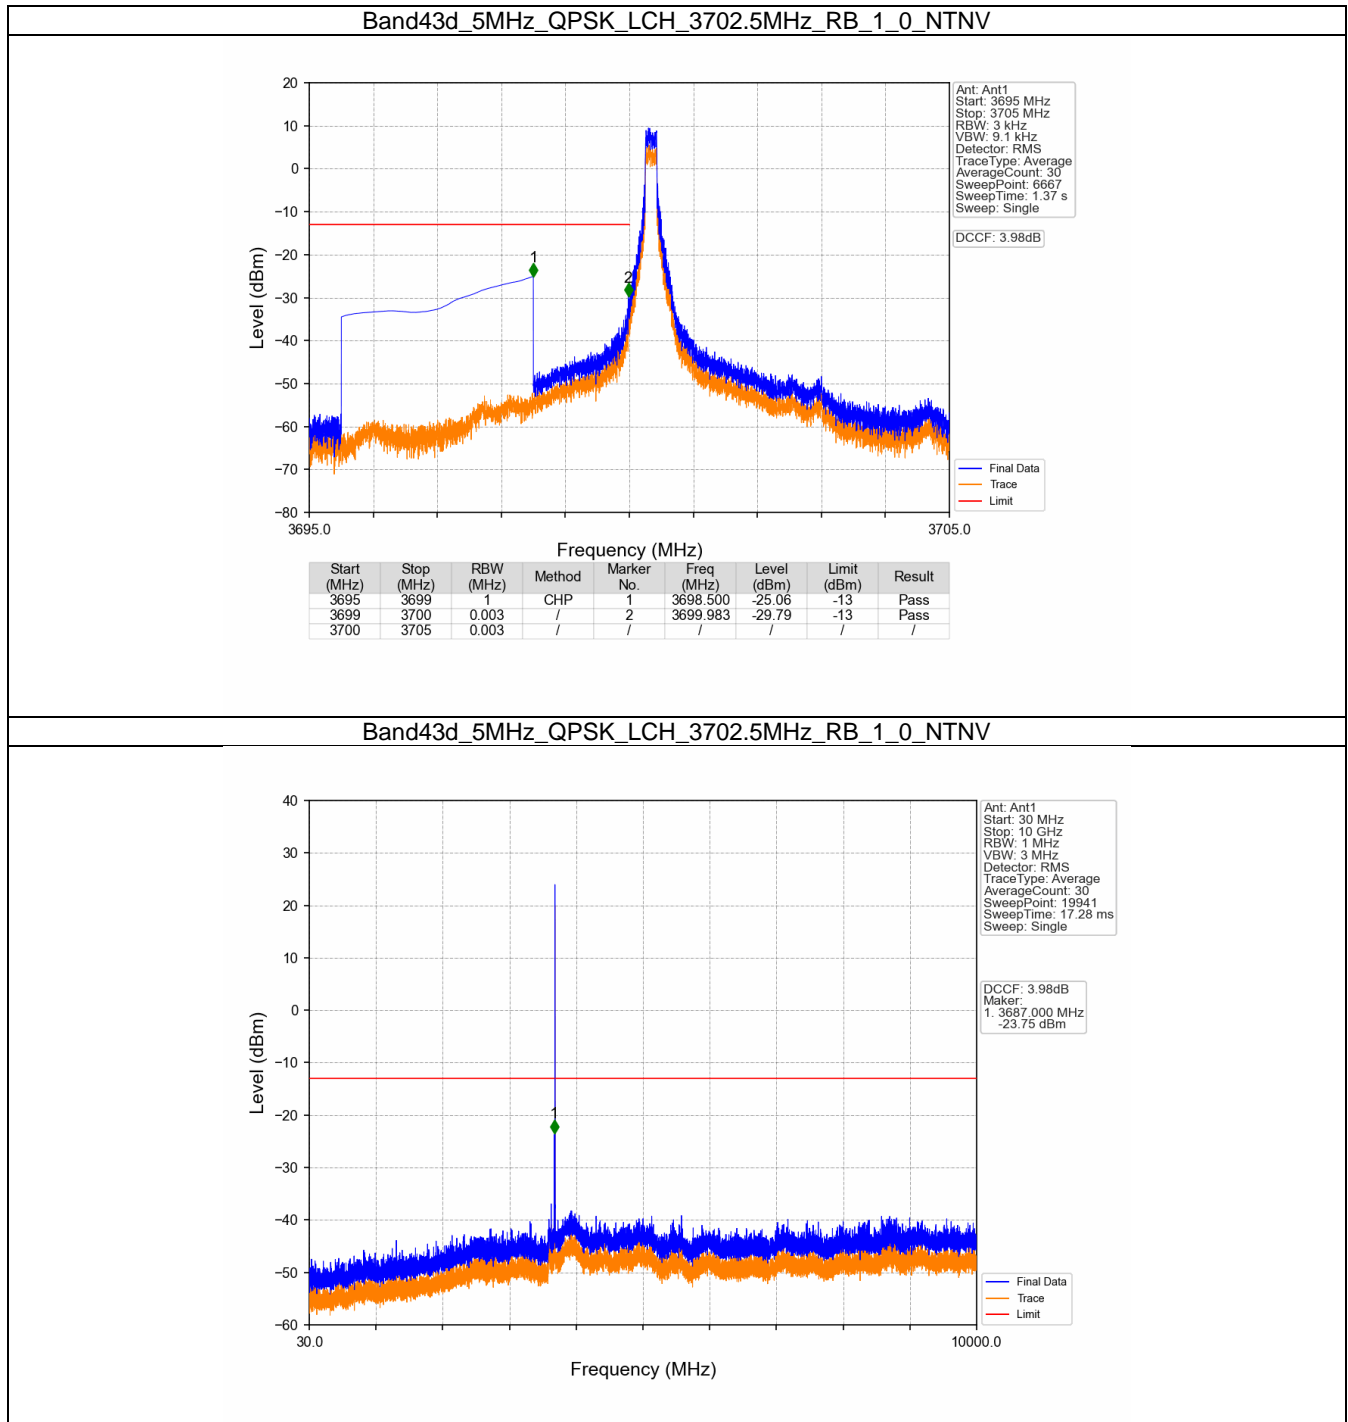 Band43d_5MHz_QPSK_LCH_3702.5MHz_RB_1_0_NTNV
20
10
0
−10
−20
−30
−40
−50
−60
−70
−80
Level (dBm)
1
2
3695.0
3705.0
Frequency (MHz)
Ant: Ant1
Start: 3695 MHz
Stop: 3705 MHz
RBW: 3 kHz
VBW: 9.1 kHz
Detector: RMS
TraceType: Average
AverageCount: 30
SweepPoint: 6667
SweepTime: 1.37 s
Sweep: Single
DCCF: 3.98dB
Final Data
Trace
Limit
Start (MHz) Stop (MHz) RBW (MHz) Method Marker No. Freq (MHz) Level (dBm) Limit (dBm) Result
3695 3699 1 CHP 1 3698.500 -25.06 -13 Pass
3699 3700 0.003 / 2 3699.983 -29.79 -13 Pass
3700 3705 0.003 / / / / / /
Band43d_5MHz_QPSK_LCH_3702.5MHz_RB_1_0_NTNV
40
30
20
10
0
−10
−20
−30
−40
−50
−60
Level (dBm)
1
30.0
10000.0
Frequency (MHz)
Ant: Ant1
Start: 30 MHz
Stop: 10 GHz
RBW: 1 MHz
VBW: 3 MHz
Detector: RMS
TraceType: Average
AverageCount: 30
SweepPoint: 19941
SweepTime: 17.28 ms
Sweep: Single
DCCF: 3.98dB
Maker:
1. 3687.000 MHz
-23.75 dBm
Final Data
Trace
Limit